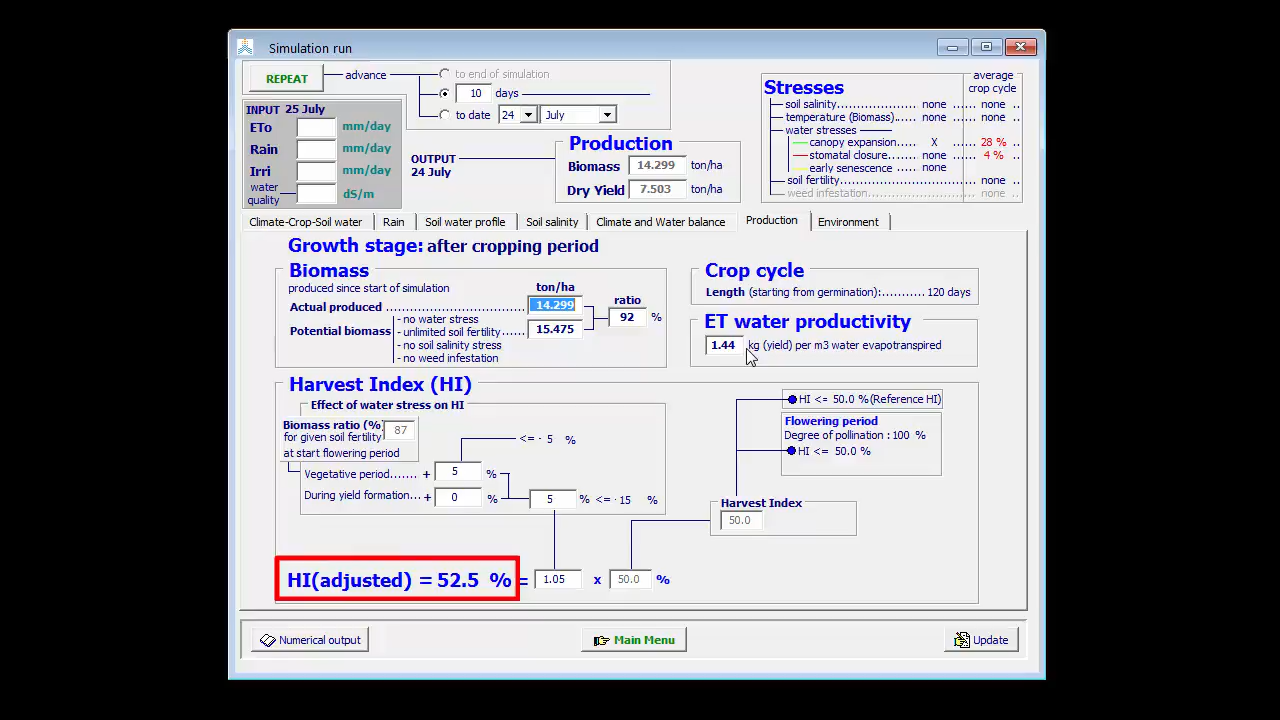 Simulation run
REPEAT
advance
to end of simulation
10 days
to date 24 July
INPUT 25 July
ETo mm/day
Rain mm/day
Irri mm/day
water quality dS/m
OUTPUT
24 July
Production
Biomass 14.299 ton/ha
Dry Yield 7.503 ton/ha
Stresses
average
crop cycle
soil salinity none none
temperature (Biomass) none none
water stresses
canopy expansion X 28 %
stomatal closure none 4 %
early senescence none
soil fertility none none
weed infestation none
Climate-Crop-Soil water Rain Soil water profile Soil salinity Climate and Water balance Production Environment
Growth stage: after cropping period
Biomass
produced since start of simulation
ton/ha
Actual produced 14.299
ratio
92 %
Potential biomass 15.475
- no water stress
- unlimited soil fertility
- no soil salinity stress
- no weed infestation
Crop cycle
Length (starting from germination): 120 days
ET water productivity
1.44 kg (yield) per m3 water evapotranspired
Harvest Index (HI)
Effect of water stress on HI
Biomass ratio (%) 87
for given soil fertility
at start flowering period
<= · 5 %
Vegetative period + 5 %
During yield formation + 0 %
5 % <= · 15 %
HI <= 50.0 % (Reference HI)
Flowering period
Degree of pollination : 100 %
HI <= 50.0 %
Harvest Index
50.0
HI(adjusted) = 52.5 % = 1.05 x 50.0 %
Numerical output
Main Menu
Update